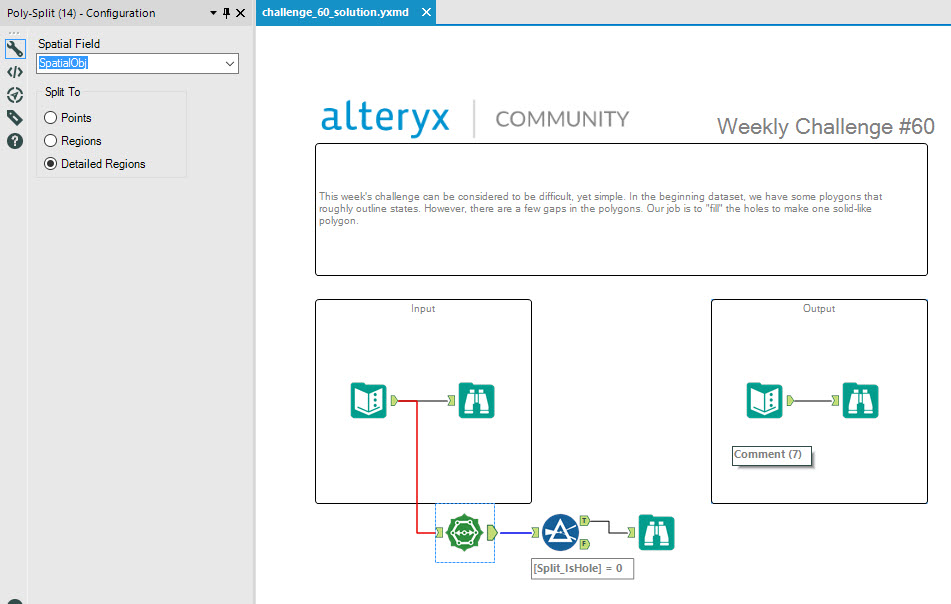 Poly-Split (14) - Configuration
challenge_60_solution.yxmd
Spatial Field
SpatialObj
Split To
Points
Regions
Detailed Regions
alteryx COMMUNITY
Weekly Challenge #60
This week's challenge can be considered to be difficult, yet simple. In the beginning dataset, we have some ploygons that
roughly outline states. However, there are a few gaps in the polygons. Our job is to "fill" the holes to make one solid-like
polygon.
Input
Output
Comment (7)
T
F
[Split_IsHole] = 0